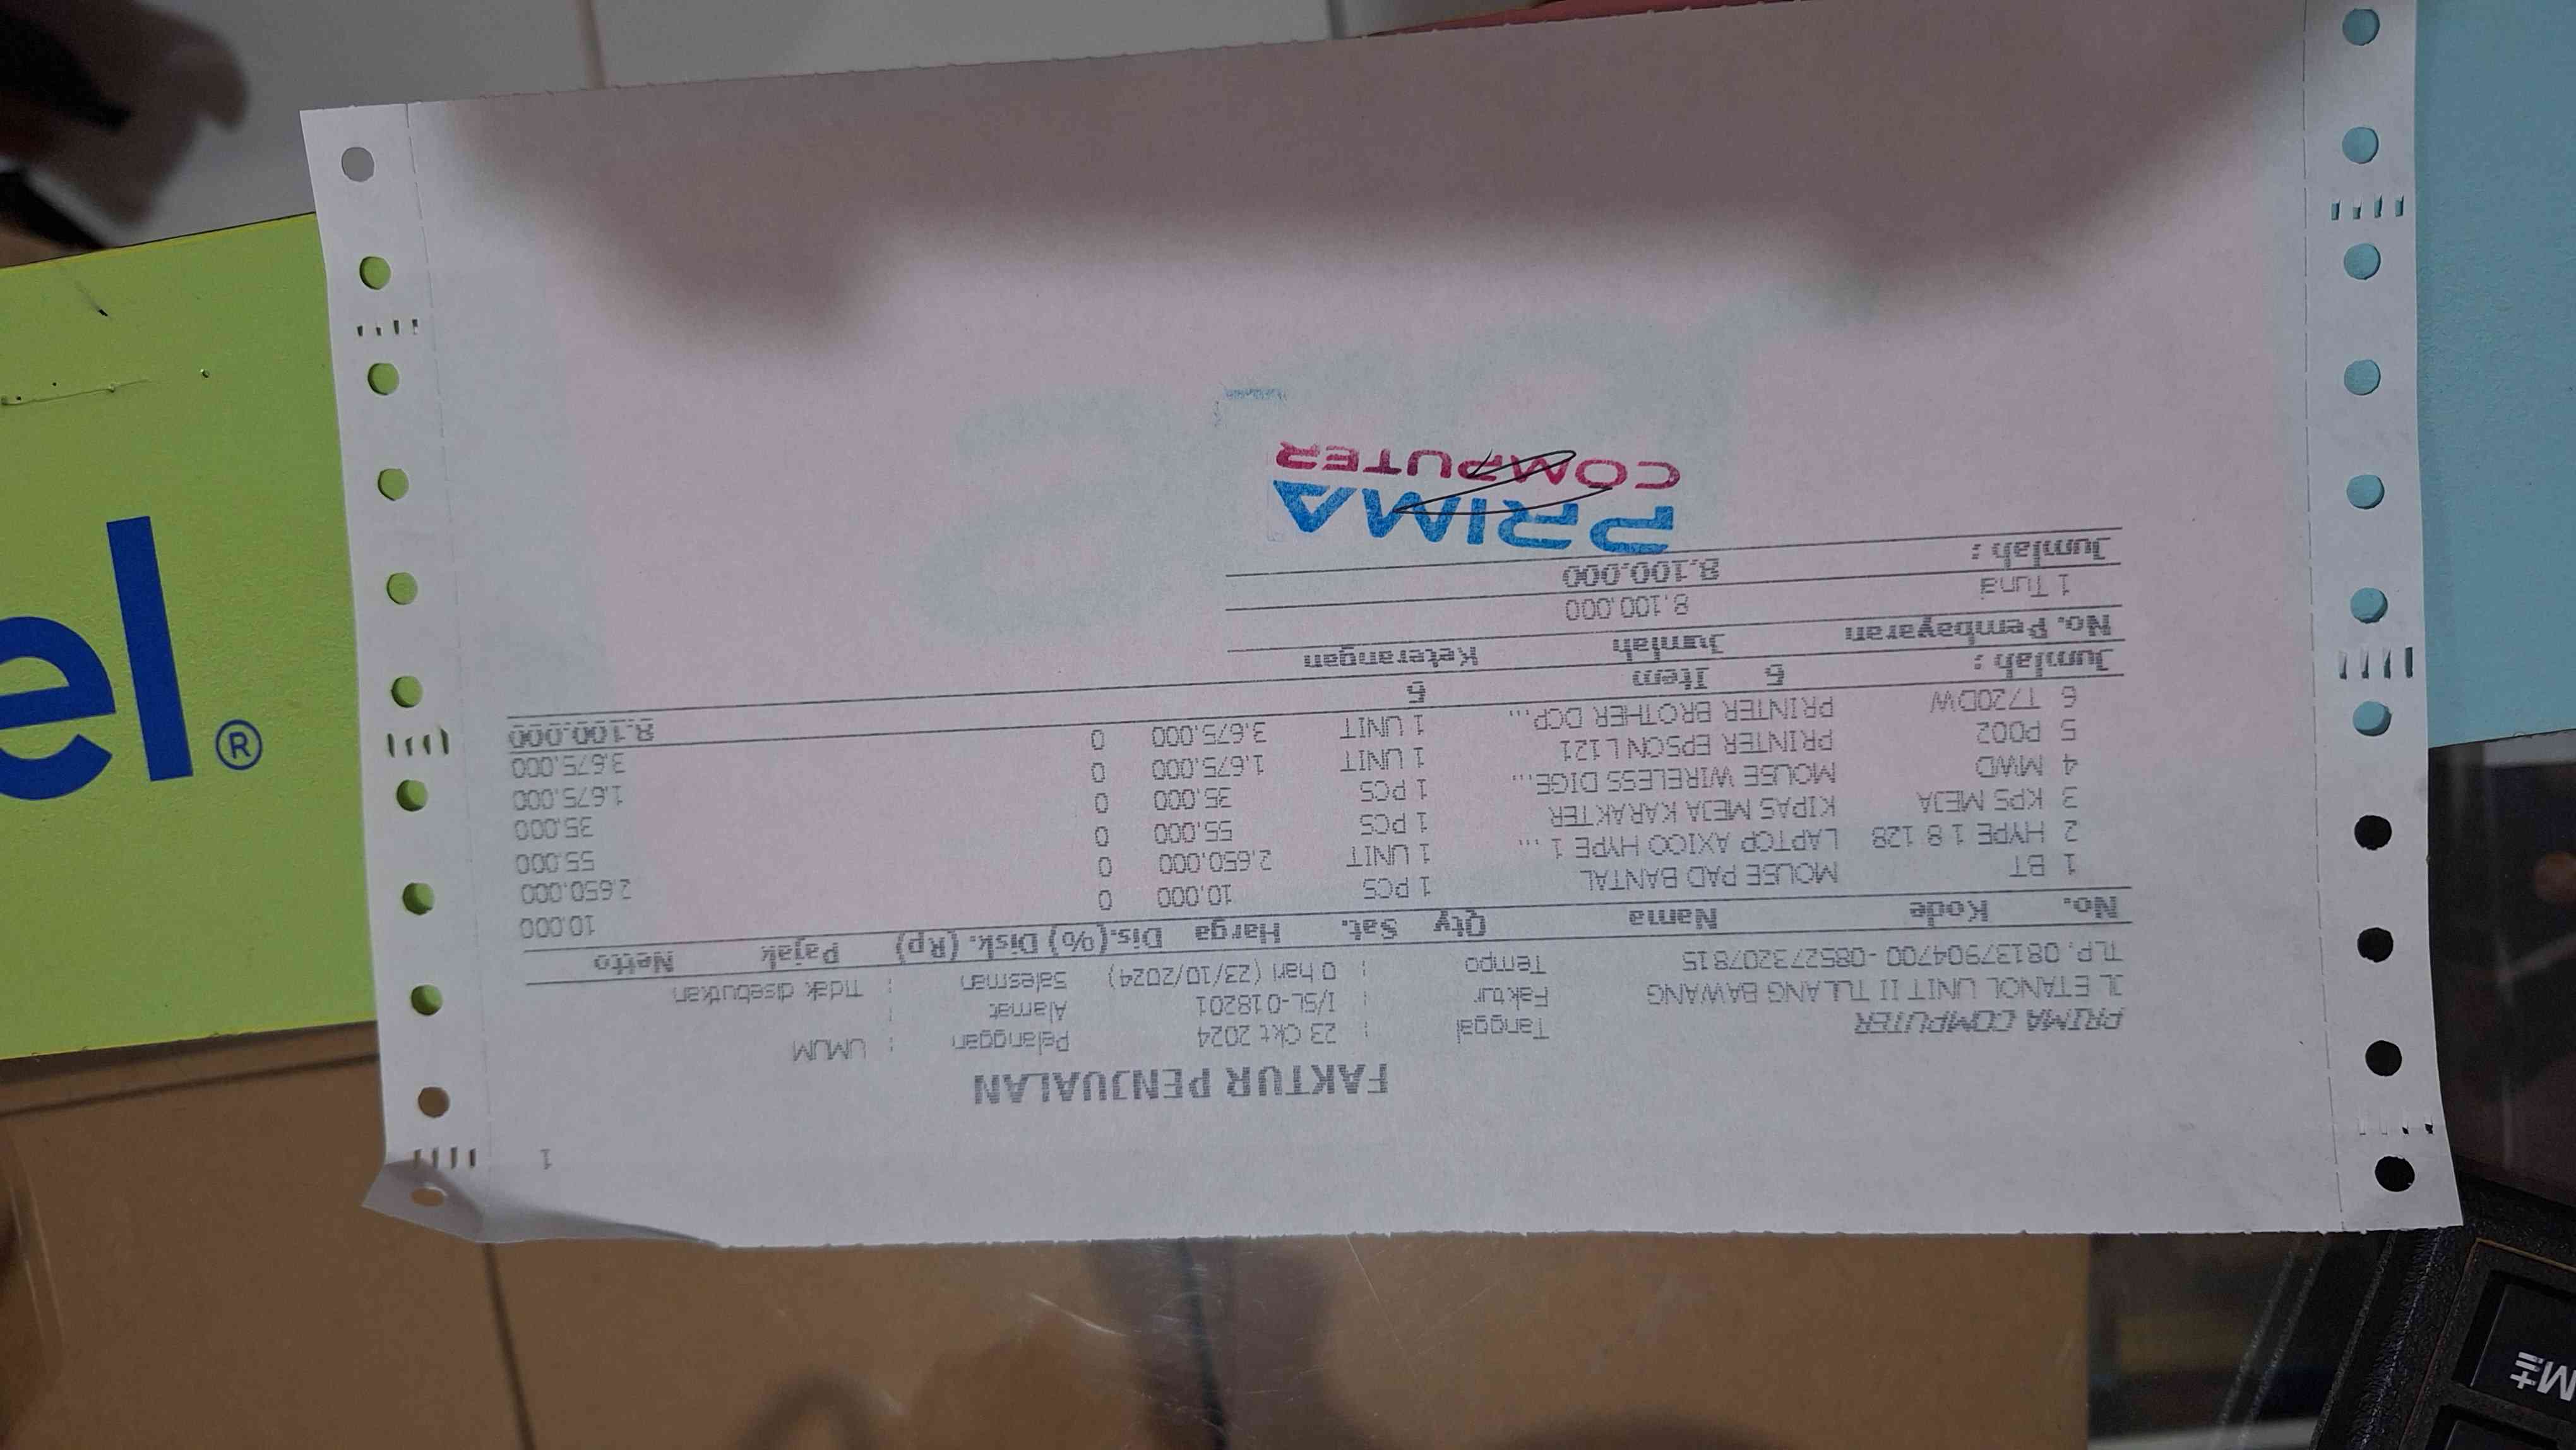 1
FAKTUR PENJUALAN
PRIMA COMPUTER
JL ETANOL UNIT II TULANG BAWANG
TLP. 081379904700 -085273207815
Tanggal : 23 Okt 2024
Faktur : I/SL-018201
Tempo : 0 hari (23/10/2024)
Pelanggan : UMUM
Alamat :
Salesman : Tidak disebutkan
No. Kode Nama Qty Sat. Harga Dis.(%) Disk. (Rp) Pajak Netto
1 BT MOUSE PAD BANTAL 1 PCS 10.000 0 10.000
2 HYPE 1 8 128 LAPTOP AXIOO HYPE 1 ... 1 UNIT 2.650.000 0 2.650.000
3 KPS MEJA KIPAS MEJA KARAKTER 1 PCS 55.000 0 55.000
4 MWD MOUSE WIRELESS DIGE... 1 PCS 35.000 0 35.000
5 P002 PRINTER EPSON L121 1 UNIT 1.675.000 0 1.675.000
6 T720DW PRINTER BROTHER DCP... 1 UNIT 3.675.000 0 3.675.000
Jumlah : 6 Item 6 8.100.000
No. Pembayaran Jumlah Keterangan
1 Tunai 8.100.000
Jumlah : 8.100.000
PRIMA
COMPUTER
el®
M±